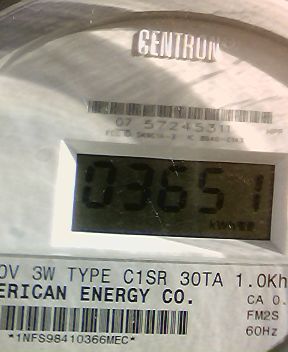 CENTRON
07 57245311
03651
kWh
0V 3W TYPE C1SR 30TA 1.0Kh
ERICAN ENERGY CO.
CA 0.
FM2S
60Hz
*1NFS98410366MEC*